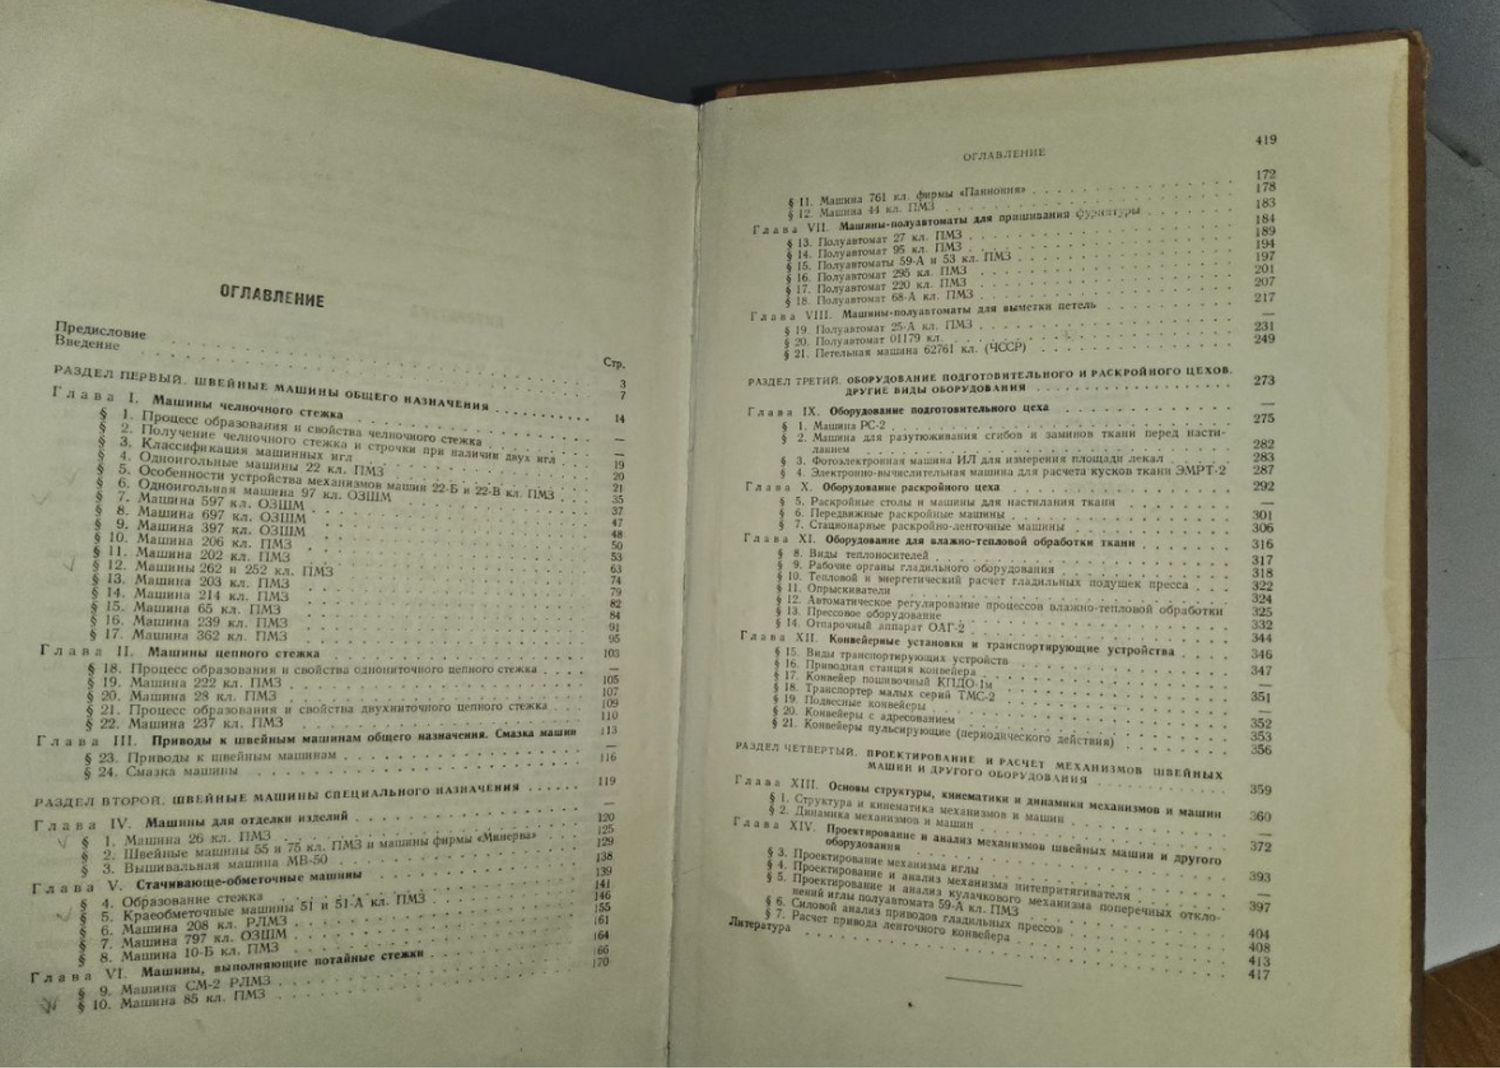 ОГЛАВЛЕНИЕ
Стр.
Предисловие 3
Введение 7
РАЗДЕЛ ПЕРВЫЙ. ШВЕЙНЫЕ МАШИНЫ ОБЩЕГО НАЗНАЧЕНИЯ 14
Глава I. Машины челночного стежка —
§ 1. Процесс образования и свойства челночного стежка —
§ 2. Получение челночного стежка и строчки при наличии двух игл 19
§ 3. Классификация машинных игл 20
§ 4. Одноигольные машины 22 кл. ПМЗ 21
§ 5. Особенности устройства механизмов машин 22-Б и 22-В кл. ПМЗ 35
§ 6. Одноигольная машина 97 кл. ОЗШМ 37
§ 7. Машина 597 кл. ОЗШМ 47
§ 8. Машина 697 кл. ОЗШМ 48
§ 9. Машина 397 кл. ОЗШМ 50
§ 10. Машина 206 кл. ПМЗ 53
§ 11. Машина 202 кл. ПМЗ 63
§ 12. Машины 262 и 252 кл. ПМЗ 74
§ 13. Машина 203 кл. ПМЗ 79
§ 14. Машина 214 кл. ПМЗ 82
§ 15. Машина 65 кл. ПМЗ 84
§ 16. Машина 239 кл. ПМЗ 91
§ 17. Машина 362 кл. ПМЗ 95
Глава II. Машины цепного стежка 103
§ 18. Процесс образования и свойства однониточного цепного стежка —
§ 19. Машина 222 кл. ПМЗ 105
§ 20. Машина 28 кл. ПМЗ 107
§ 21. Процесс образования и свойства двухниточного цепного стежка 109
§ 22. Машина 237 кл. ПМЗ 110
Глава III. Приводы к швейным машинам общего назначения. Смазка машин 113
§ 23. Приводы к швейным машинам —
§ 24. Смазка машины 116
РАЗДЕЛ ВТОРОЙ. ШВЕЙНЫЕ МАШИНЫ СПЕЦИАЛЬНОГО НАЗНАЧЕНИЯ 119
Глава IV. Машины для отделки изделий —
§ 1. Машина 26 кл. ПМЗ 120
§ 2. Швейные машины 55 и 75 кл. ПМЗ и машины фирмы «Минерва» 125
§ 3. Вышивальная машина МВ-50 129
Глава V. Стачивающе-обметочные машины 138
§ 4. Образование стежка 139
§ 5. Краеобметочные машины 51 и 51-А кл. ПМЗ 141
§ 6. Машина 208 кл. РЛМЗ 146
§ 7. Машина 797 кл. ОЗШМ 155
§ 8. Машина 10-Б кл. ПМЗ 161
Глава VI. Машины, выполняющие потайные стежки 164
§ 9. Машина СМ-2 РЛМЗ 166
§ 10. Машина 85 кл. ПМЗ 170
419
ОГЛАВЛЕНИЕ
§ 11. Машина 761 кл. фирмы «Паннония» 172
§ 12. Машина 44 кл. ПМЗ 178
Глава VII. Машины-полуавтоматы для пришивания фурнитуры 183
§ 13. Полуавтомат 27 кл. ПМЗ 184
§ 14. Полуавтомат 95 кл. ПМЗ 189
§ 15. Полуавтоматы 59-А и 53 кл. ПМЗ 194
§ 16. Полуавтомат 295 кл. ПМЗ 197
§ 17. Полуавтомат 220 кл. ПМЗ 201
§ 18. Полуавтомат 68-А кл. ПМЗ 207
Глава VIII. Машины-полуавтоматы для выметки петель 217
§ 19. Полуавтомат 25-А кл. ПМЗ —
§ 20. Полуавтомат 01179 кл. 231
§ 21. Петельная машина 62761 кл. (ЧССР) 249
РАЗДЕЛ ТРЕТИЙ. ОБОРУДОВАНИЕ ПОДГОТОВИТЕЛЬНОГО И РАСКРОЙНОГО ЦЕХОВ.
ДРУГИЕ ВИДЫ ОБОРУДОВАНИЯ 273
Глава IX. Оборудование подготовительного цеха —
§ 1. Машина РС-2 275
§ 2. Машина для разутюживания сгибов и заминов ткани перед насти-
ланием 282
§ 3. Фотоэлектронная машина ИЛ для измерения площади лекал 283
§ 4. Электронно-вычислительная машина для расчета кусков ткани ЭМРТ-2 287
Глава X. Оборудование раскройного цеха 292
§ 5. Раскройные столы и машины для настилания ткани —
§ 6. Передвижные раскройные машины 301
§ 7. Стационарные раскройно-ленточные машины 306
Глава XI. Оборудование для влажно-тепловой обработки ткани 316
§ 8. Виды теплоносителей 317
§ 9. Рабочие органы гладильного оборудования 318
§ 10. Тепловой и энергетический расчет гладильных подушек пресса 322
§ 11. Опрыскиватели 324
§ 12. Автоматическое регулирование процессов влажно-тепловой обработки 325
§ 13. Прессовое оборудование 332
§ 14. Отпарочный аппарат ОАГ-2 344
Глава XII. Конвейерные установки и транспортирующие устройства 346
§ 15. Виды транспортирующих устройств 347
§ 16. Приводная станция конвейера —
§ 17. Конвейер пошивочный КПДО-1м 351
§ 18. Транспортер малых серий ТМС-2 —
§ 19. Подвесные конвейеры 352
§ 20. Конвейеры с адресованием 353
§ 21. Конвейеры пульсирующие (периодического действия) 356
РАЗДЕЛ ЧЕТВЕРТЫЙ. ПРОЕКТИРОВАНИЕ И РАСЧЕТ МЕХАНИЗМОВ ШВЕЙНЫХ
МАШИН И ДРУГОГО ОБОРУДОВАНИЯ 359
Глава XIII. Основы структуры, кинематики и динамики механизмов и машин 360
§ 1. Структура и кинематика механизмов и машин —
§ 2. Динамика механизмов и машин 372
Глава XIV. Проектирование и анализ механизмов швейных машин и другого
оборудования 393
§ 3. Проектирование механизма иглы —
§ 4. Проектирование и анализ механизма нитепритягивателя 397
§ 5. Проектирование и анализ кулачкового механизма поперечных откло-
нений иглы полуавтомата 59-А кл. ПМЗ 404
§ 6. Силовой анализ приводов гладильных прессов 408
§ 7. Расчет привода ленточного конвейера 413
Литература 417